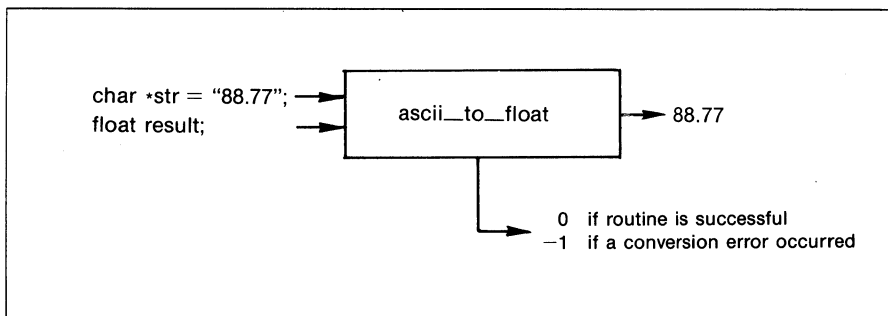 char *str = “88.77”;
float result;
ascii_to_float
88.77
0 if routine is successful
−1 if a conversion error occurred